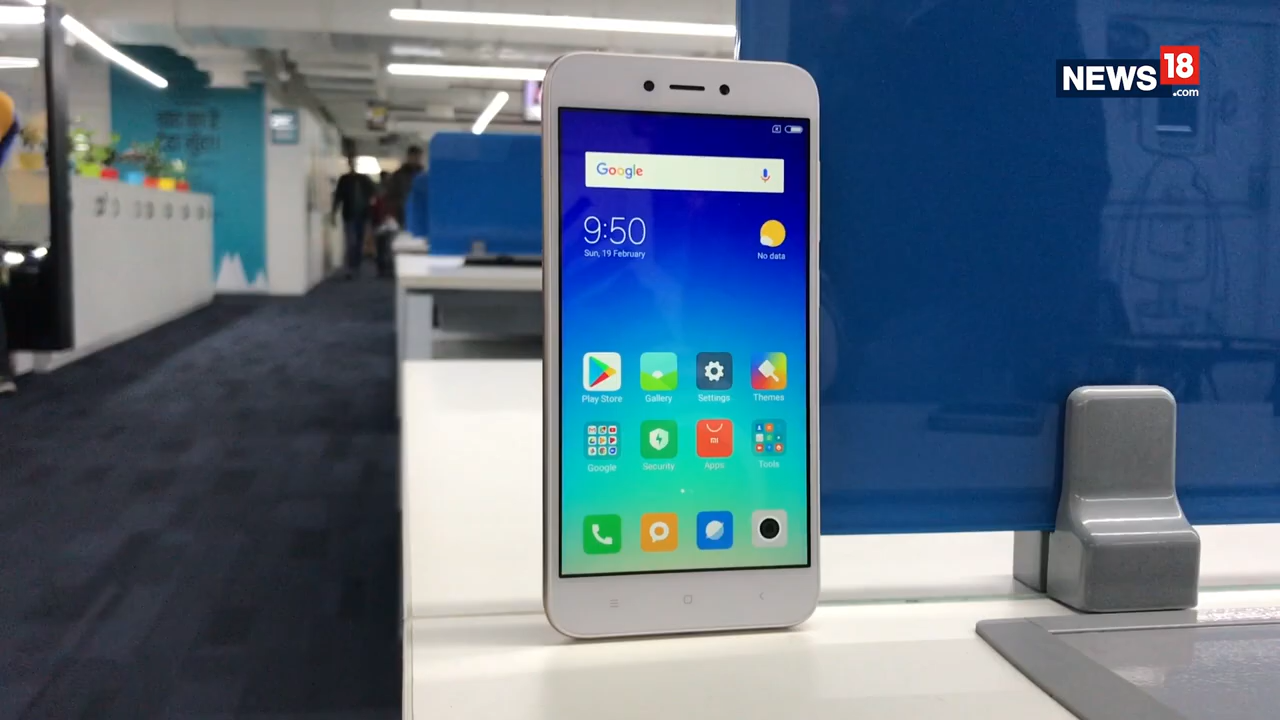 NEWS18
.com
Google
9:50
Sun, 19 February
No data
Play Store
Gallery
Settings
Themes
Google
Security
Apps
Tools